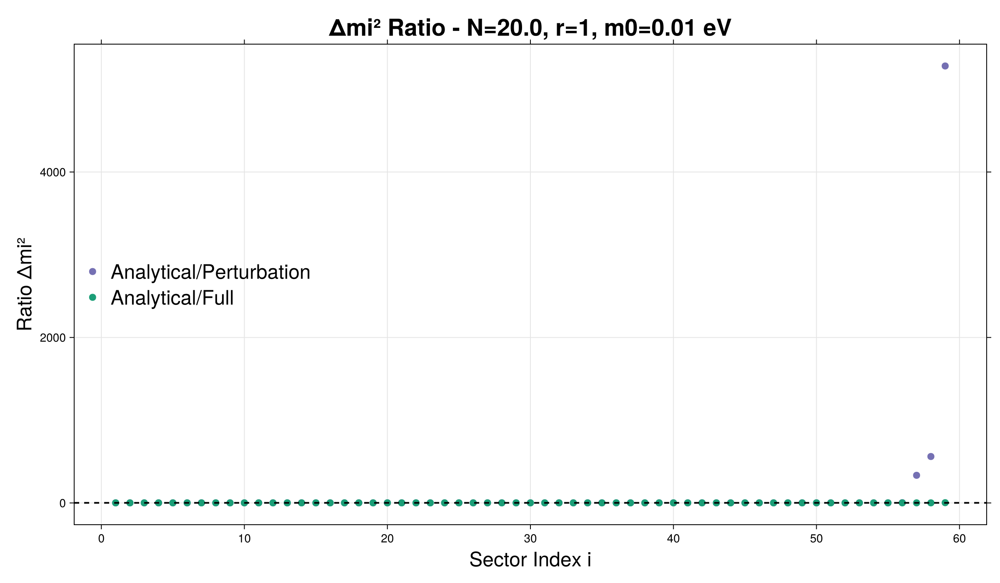 Δmi² Ratio - N=20.0, r=1, m0=0.01 eV
4000
2000
0
Ratio Δmi²
Analytical/Perturbation
Analytical/Full
0 10 20 30 40 50 60
Sector Index i